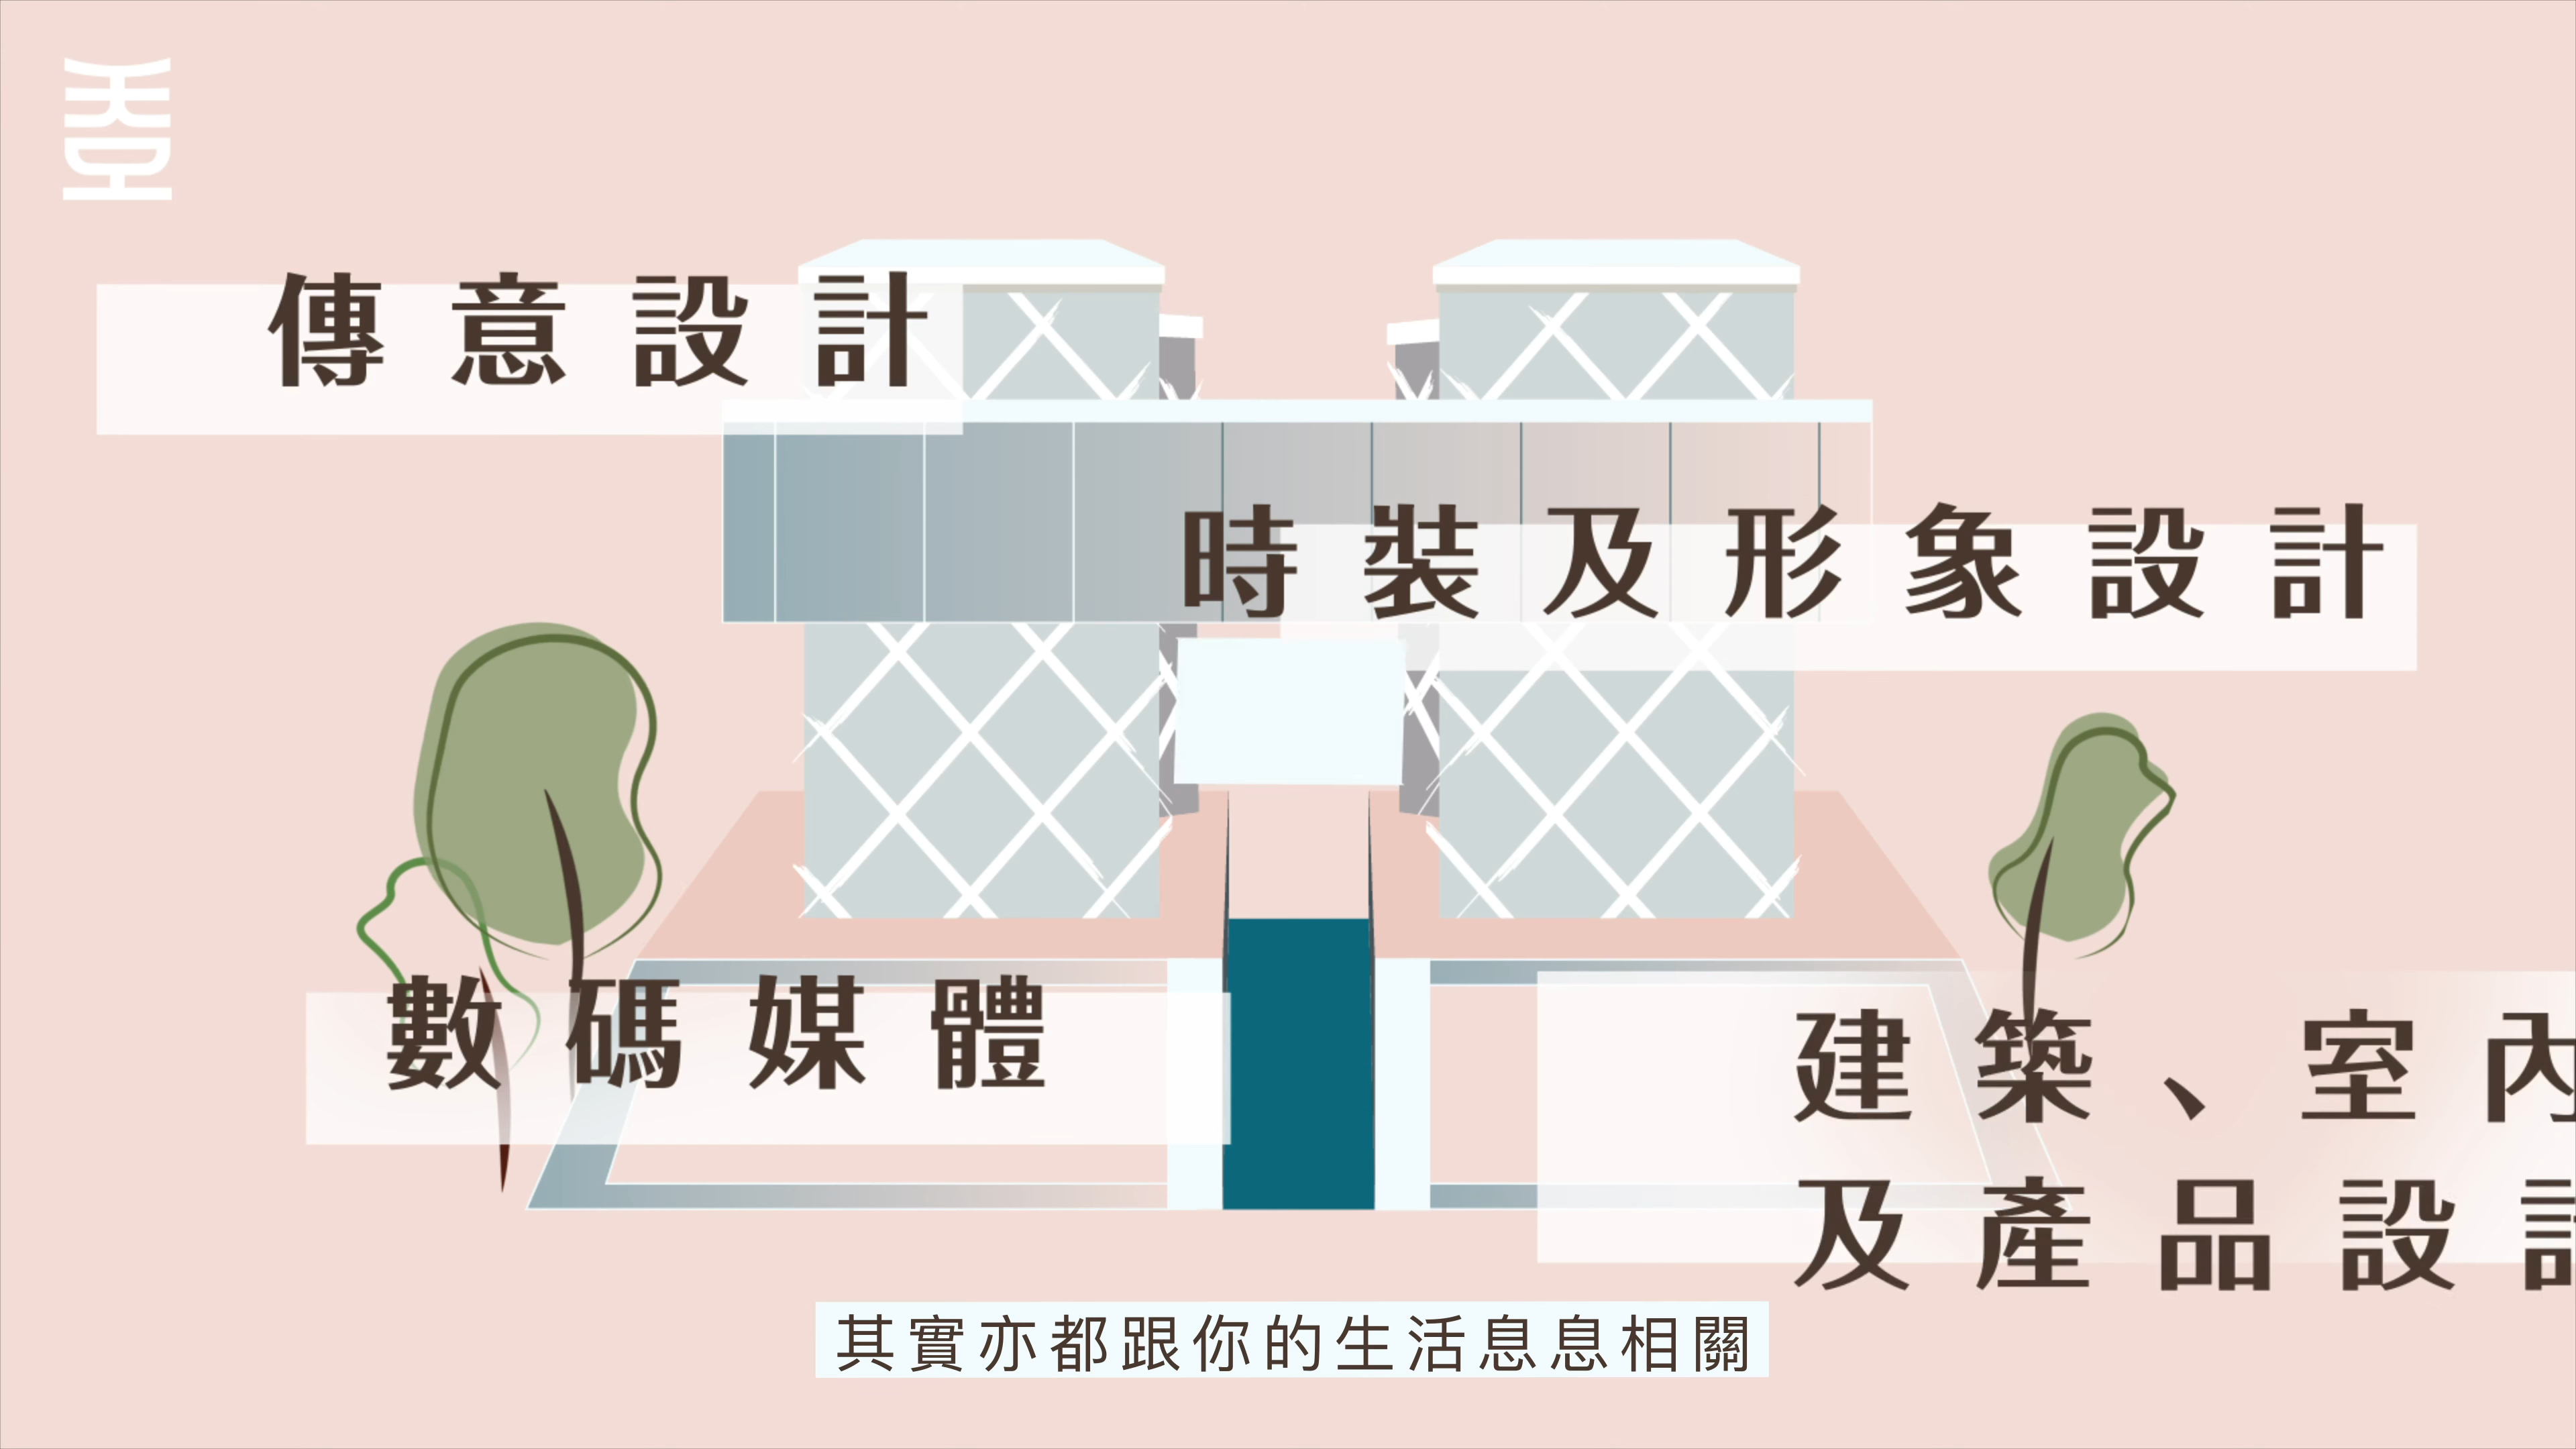 傳意設計
時裝及形象設計
數碼媒體
建築、室內
及產品設計
其實亦都跟你的生活息息相關